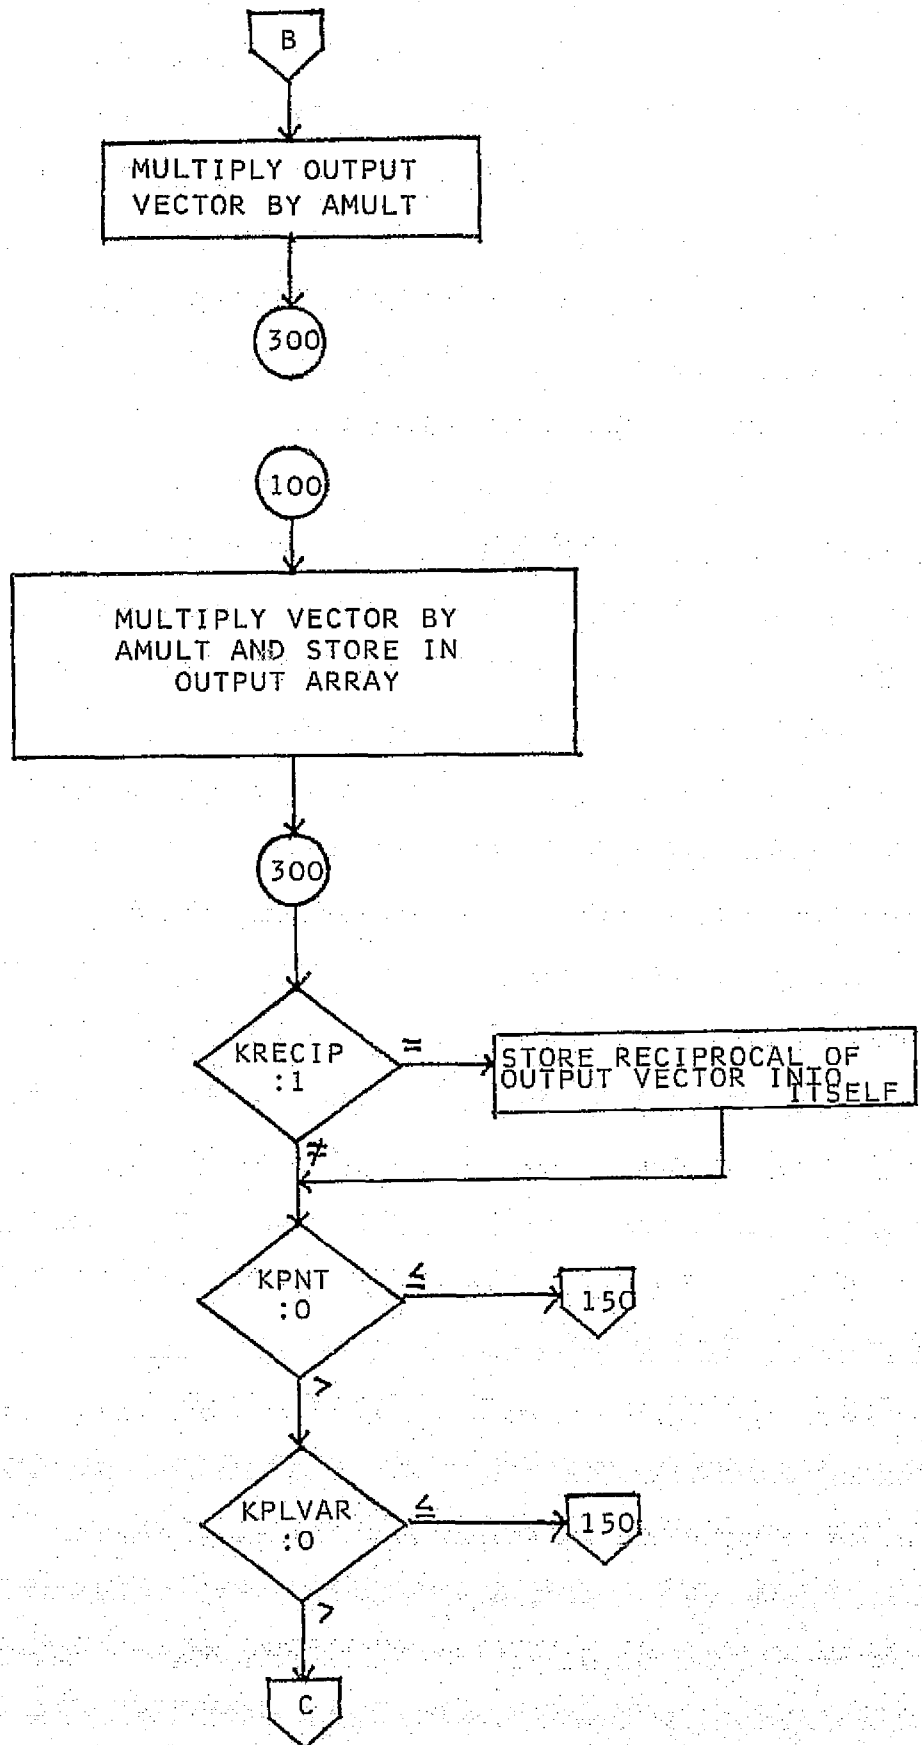 B
MULTIPLY OUTPUT
VECTOR BY AMULT
300
100
MULTIPLY VECTOR BY
AMULT AND STORE IN
OUTPUT ARRAY
300
KRECIP
:1
=
STORE RECIPROCAL OF
OUTPUT VECTOR INTO
ITSELF
≠
KPNT
:0
≤
150
>
KPLVAR
:0
≤
150
>
C